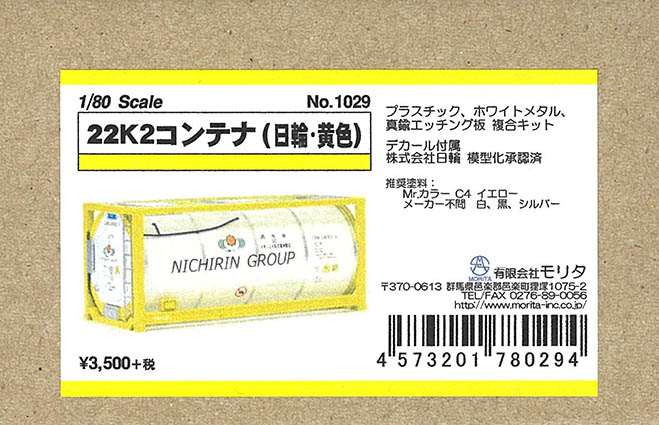 1/80 Scale
No.1029
22K2コンテナ(日輪・黄色)
NICHIRIN GROUP
¥3,500+税
プラスチック、ホワイトメタル、
真鍮エッチング板 複合キット
デカール付属
株式会社日輪 模型化承認済
推奨塗料:
Mr.カラー C4 イエロー
メーカー不問 白、黒、シルバー
MORITA
有限会社モリタ
〒370-0613 群馬県邑楽郡邑楽町狸塚1075-2
TEL/FAX 0276-89-0056
http://www.morita-inc.co.jp/
4 573201 780294